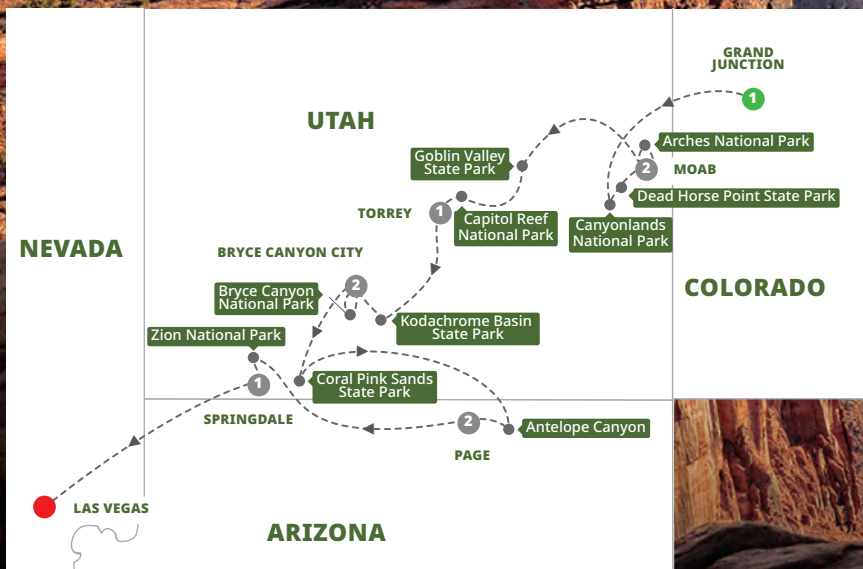 GRAND
JUNCTION
1
UTAH
Arches National Park
Goblin Valley
State Park
2
MOAB
Dead Horse Point State Park
TORREY
1
Capitol Reef
National Park
Canyonlands
National Park
NEVADA
BRYCE CANYON CITY
COLORADO
2
Bryce Canyon
National Park
Kodachrome Basin
State Park
Zion National Park
1
Coral Pink Sands
State Park
SPRINGDALE
2
Antelope Canyon
PAGE
LAS VEGAS
ARIZONA